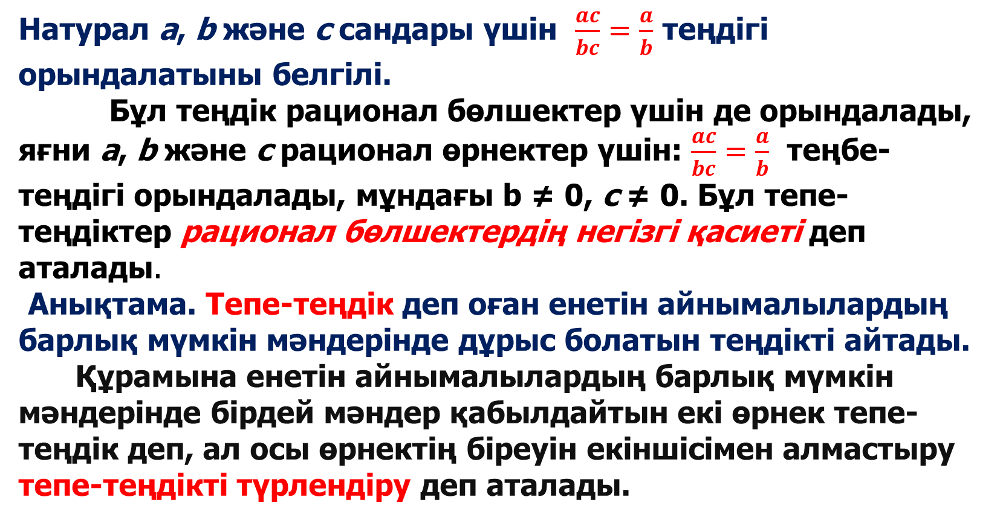 Натурал a, b және c сандары үшін ac/bc = a/b теңдігі
орындалатыны белгілі.
Бұл теңдік рационал бөлшектер үшін де орындалады,
яғни a, b және c рационал өрнектер үшін: ac/bc = a/b теңбе-
теңдігі орындалады, мұндағы b ≠ 0, c ≠ 0. Бұл тепе-
теңдіктер рационал бөлшектердің негізгі қасиеті деп
аталады.
Анықтама. Тепе-теңдік деп оған енетін айнымалылардың
барлық мүмкін мәндерінде дұрыс болатын теңдікті айтады.
Құрамына енетін айнымалылардың барлық мүмкін
мәндерінде бірдей мәндер қабылдайтын екі өрнек тепе-
теңдік деп, ал осы өрнектің біреуін екіншісімен алмастыру
тепе-теңдікті түрлендіру деп аталады.